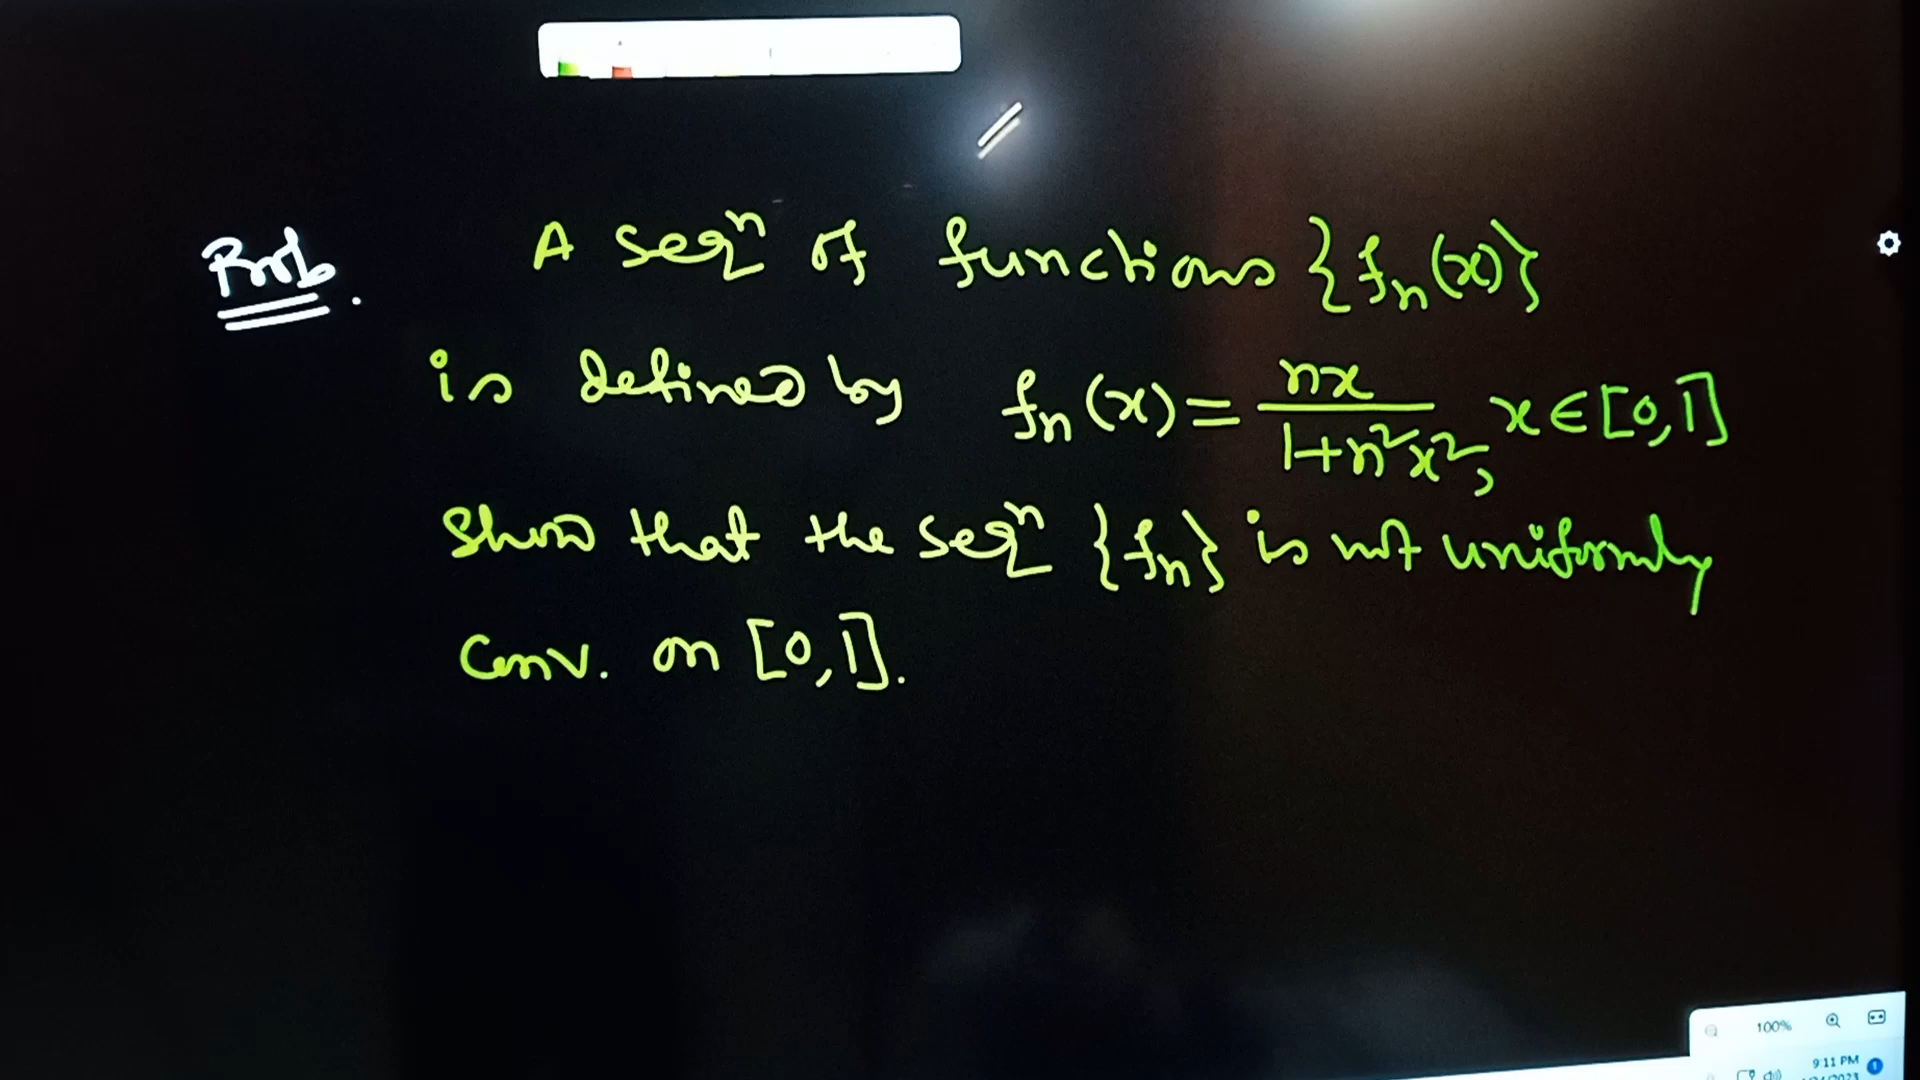 Prob.
A seqⁿ of functions {fₙ(x)}
is defined by fₙ(x) = nx/(1+n²x²), x ∈ [0,1]
Show that the seqⁿ {fₙ} is not uniformly
Conv. on [0,1].
100%
9:11 PM